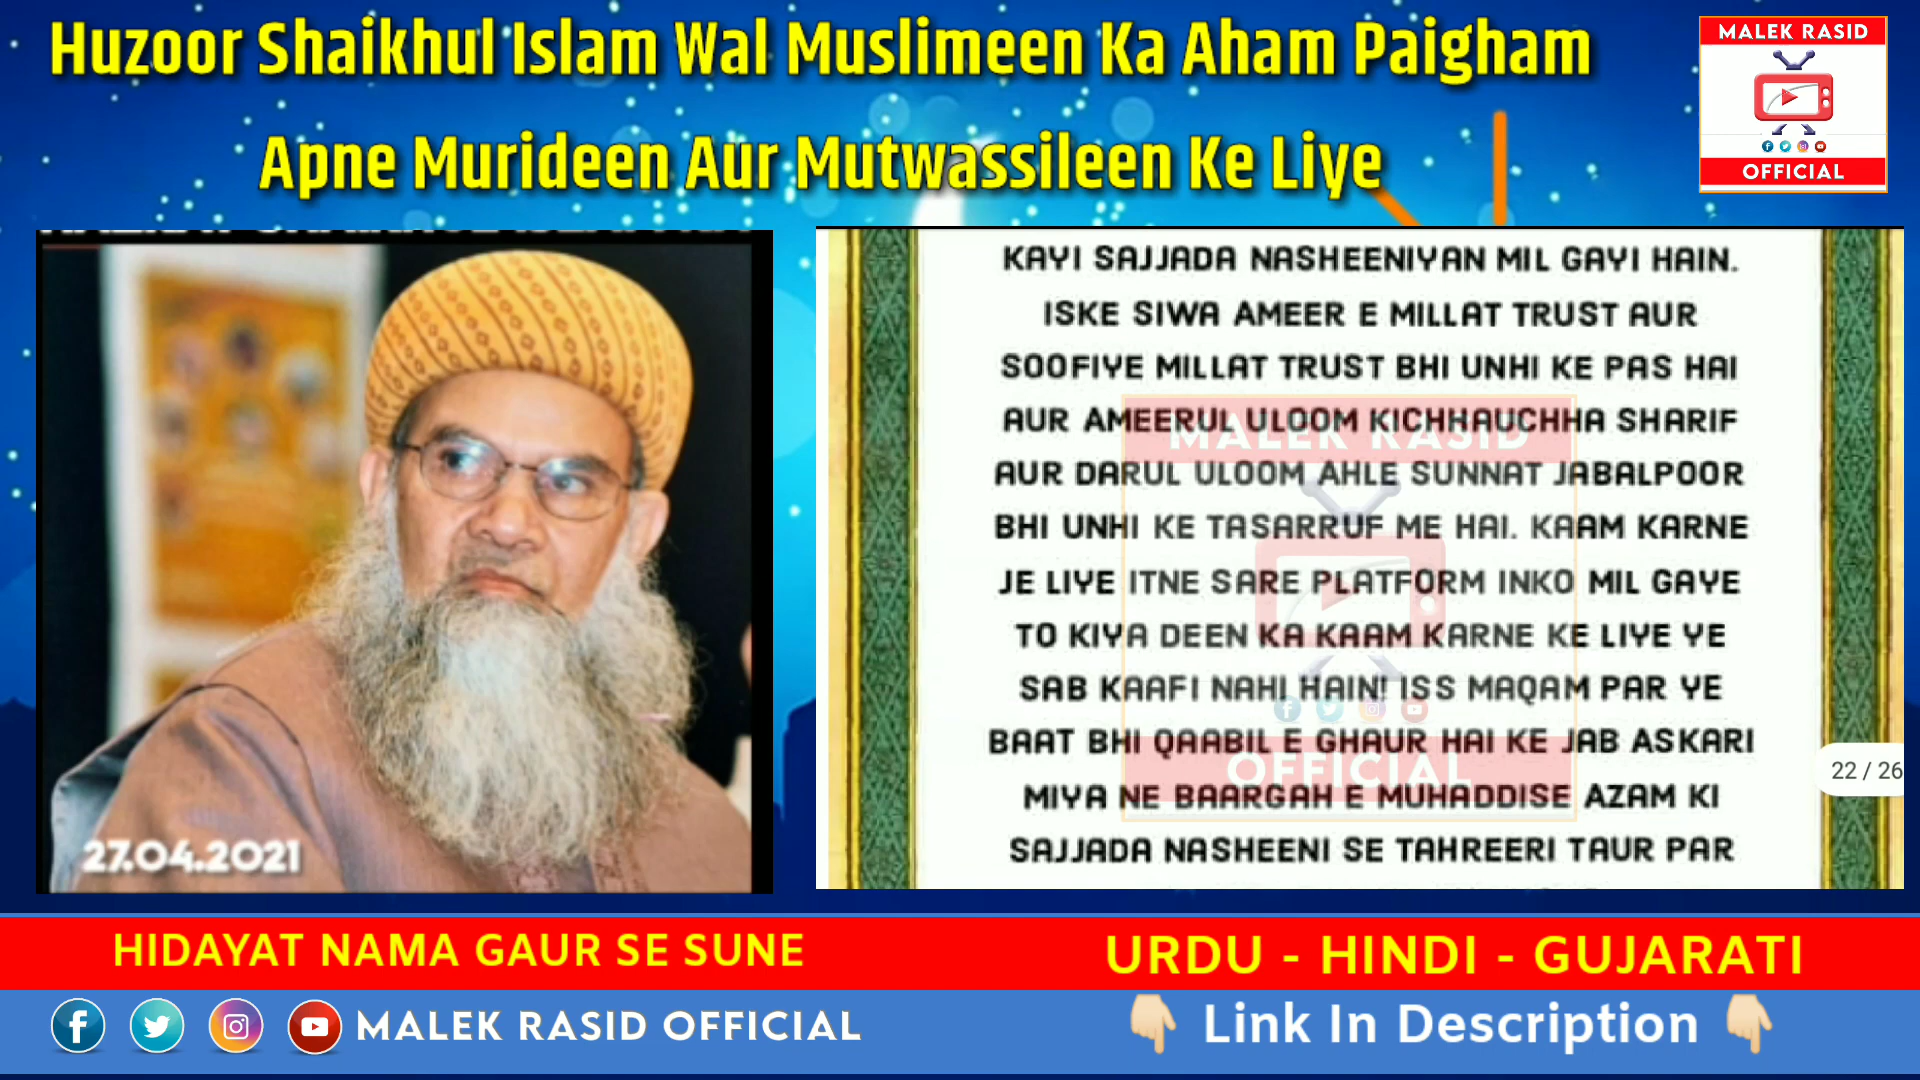 Huzoor Shaikhul Islam Wal Muslimeen Ka Aham Paigham
Apne Murideen Aur Mutwassileen Ke Liye
MALEK RASID
OFFICIAL
27.04.2021
KAYI SAJJADA NASHEENIYAN MIL GAYI HAIN.
ISKE SIWA AMEER E MILLAT TRUST AUR
SOOFIYE MILLAT TRUST BHI UNHI KE PAS HAI
AUR AMEERUL ULOOM KICHHAUCHHA SHARIF
AUR DARUL ULOOM AHLE SUNNAT JABALPOOR
BHI UNHI KE TASARRUF ME HAI. KAAM KARNE
JE LIYE ITNE SARE PLATFORM INKO MIL GAYE
TO KIYA DEEN KA KAAM KARNE KE LIYE YE
SAB KAAFI NAHI HAIN! ISS MAQAM PAR YE
BAAT BHI QAABIL E GHAUR HAI KE JAB ASKARI
MIYA NE BAARGAH E MUHADDISE AZAM KI
SAJJADA NASHEENI SE TAHREERI TAUR PAR
MALEK RASID
OFFICIAL
22 / 26
HIDAYAT NAMA GAUR SE SUNE
URDU - HINDI - GUJARATI
MALEK RASID OFFICIAL
Link In Description